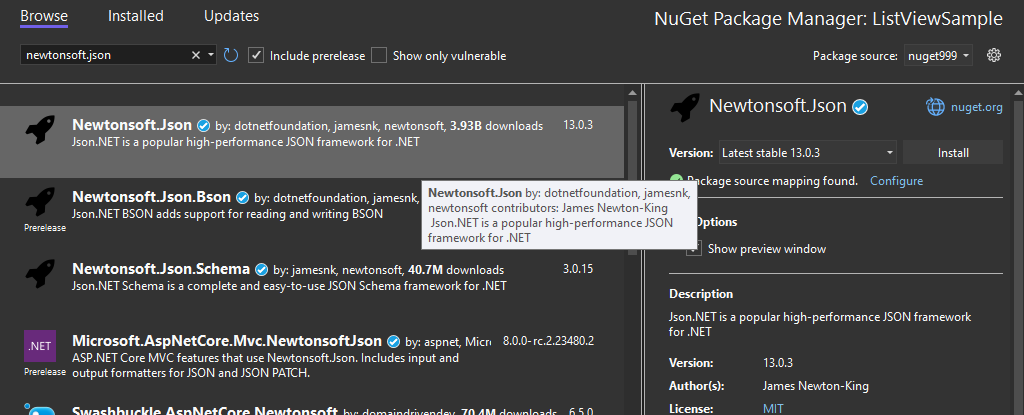 Browse Installed Updates
NuGet Package Manager: ListViewSample
newtonsoft.json
Include prerelease
Show only vulnerable
Package source: nuget999
Newtonsoft.Json by: dotnetfoundation, jamesnk, newtonsoft, 3.93B downloads 13.0.3
Json.NET is a popular high-performance JSON framework for .NET
Newtonsoft.Json.Bson by: dotnetfoundation, jamesnk,
Json.NET BSON adds support for reading and writing BSON
Prerelease
Newtonsoft.Json by: dotnetfoundation, jamesnk,
newtonsoft contributors: James Newton-King
Json.NET is a popular high-performance JSON
framework for .NET
Newtonsoft.Json.Schema by: jamesnk, newtonsoft, 40.7M downloads 3.0.15
Json.NET Schema is a complete and easy-to-use JSON Schema framework for .NET
.NET
Prerelease
Microsoft.AspNetCore.Mvc.NewtonsoftJson by: aspnet, Micr 8.0.0-rc.2.23480.2
ASP.NET Core MVC features that use Newtonsoft.Json. Includes input and
output formatters for JSON and JSON PATCH.
Swashbuckle.AspNetCore.Newtonsoft by: domaindrivendev, 70.4M downloads 6.5.0
Newtonsoft.Json
nuget.org
Version: Latest stable 13.0.3
Install
Package source mapping found. Configure
Options
Show preview window
Description
Json.NET is a popular high-performance JSON framework
for .NET
Version: 13.0.3
Author(s): James Newton-King
License: MIT